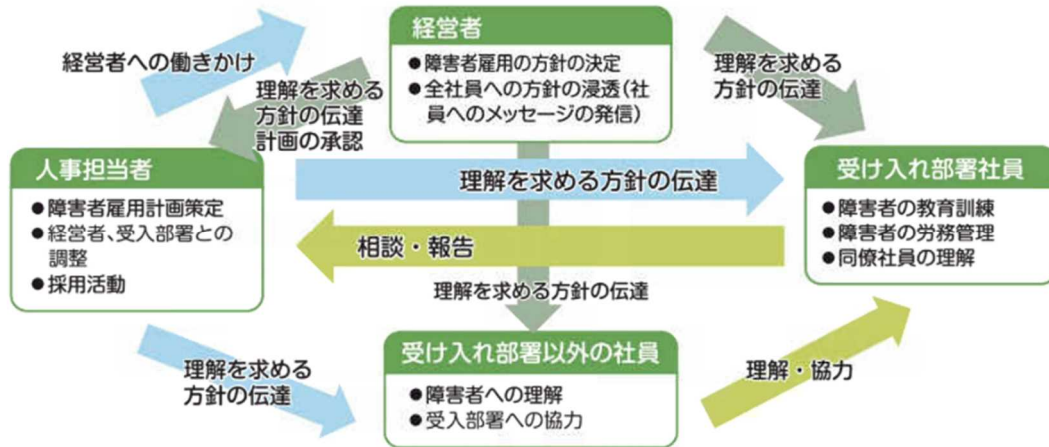 経営者
●障害者雇用の方針の決定
●全社員への方針の浸透（社
員へのメッセージの発信）
経営者への働きかけ
理解を求める
方針の伝達
計画の承認
理解を求める
方針の伝達
人事担当者
●障害者雇用計画策定
●経営者、受入部署との
調整
●採用活動
理解を求める方針の伝達
相談・報告
受け入れ部署社員
●障害者の教育訓練
●障害者の労務管理
●同僚社員の理解
理解を求める方針の伝達
理解を求める
方針の伝達
受け入れ部署以外の社員
●障害者への理解
●受入部署への協力
理解・協力